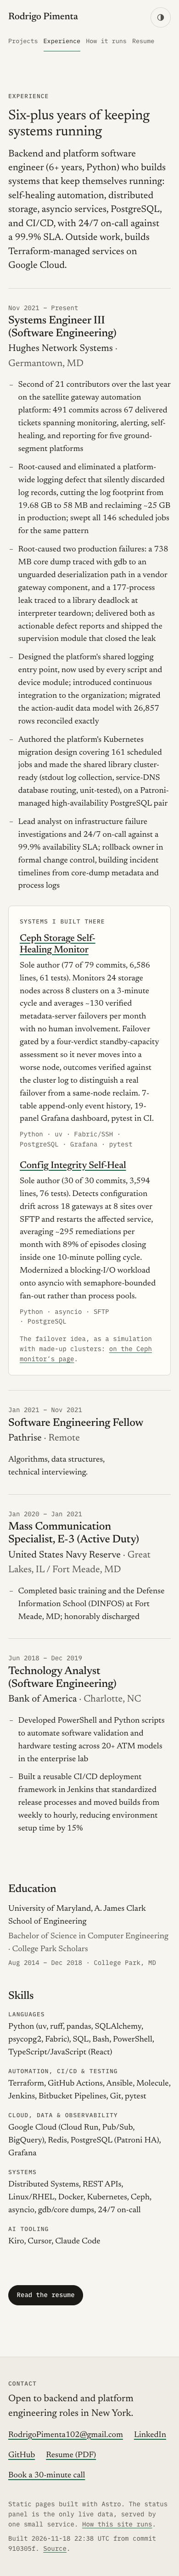 Rodrigo Pimenta
Projects Experience How it runs Resume
EXPERIENCE
Six-plus years of keeping
systems running
Backend and platform software
engineer (6+ years, Python) who builds
systems that keep themselves running:
self-healing automation, distributed
storage, asyncio services, PostgreSQL,
and CI/CD, with 24/7 on-call against
a 99.9% SLA. Outside work, builds
Terraform-managed services on
Google Cloud.
Nov 2021 – Present
Systems Engineer III
(Software Engineering)
Hughes Network Systems ·
Germantown, MD
– Second of 21 contributors over the last year
on the satellite gateway automation
platform: 491 commits across 67 delivered
tickets spanning monitoring, alerting, self-
healing, and reporting for five ground-
segment platforms
– Root-caused and eliminated a platform-
wide logging defect that silently discarded
log records, cutting the log footprint from
19.68 GB to 58 MB and reclaiming ~25 GB
in production; swept all 146 scheduled jobs
for the same pattern
– Root-caused two production failures: a 738
MB core dump traced with gdb to an
unguarded deserialization path in a vendor
gateway component, and a 177-process
leak traced to a library deadlock at
interpreter teardown; delivered both as
actionable defect reports and shipped the
supervision module that closed the leak
– Designed the platform's shared logging
entry point, now used by every script and
device module; introduced continuous
integration to the organization; migrated
the action-audit data model with 26,857
rows reconciled exactly
– Authored the platform's Kubernetes
migration design covering 161 scheduled
jobs and made the shared library cluster-
ready (stdout log collection, service-DNS
database routing, unit-tested), on a Patroni-
managed high-availability PostgreSQL pair
– Lead analyst on infrastructure failure
investigations and 24/7 on-call against a
99.9% availability SLA; rollback owner in
formal change control, building incident
timelines from core-dump metadata and
process logs
SYSTEMS I BUILT THERE
Ceph Storage Self-
Healing Monitor
Sole author (77 of 79 commits, 6,586
lines, 61 tests). Monitors 24 storage
nodes across 8 clusters on a 3-minute
cycle and averages ~130 verified
metadata-server failovers per month
with no human involvement. Failover
gated by a four-verdict standby-capacity
assessment so it never moves into a
worse node, outcomes verified against
the cluster log to distinguish a real
failover from a same-node reclaim. 7-
table append-only event history, 19-
panel Grafana dashboard, pytest in CI.
Python · uv · Fabric/SSH ·
PostgreSQL · Grafana · pytest
Config Integrity Self-Heal
Sole author (30 of 30 commits, 3,594
lines, 76 tests). Detects configuration
drift across 18 gateways at 8 sites over
SFTP and restarts the affected service,
averaging ~295 remediations per
month with 89% of episodes closing
inside one 10-minute polling cycle.
Modernized a blocking-I/O workload
onto asyncio with semaphore-bounded
fan-out rather than process pools.
Python · asyncio · SFTP
· PostgreSQL
The failover idea, as a simulation
with made-up clusters: on the Ceph
monitor's page.
Jan 2021 – Nov 2021
Software Engineering Fellow
Pathrise · Remote
Algorithms, data structures,
technical interviewing.
Jan 2020 – Jan 2021
Mass Communication
Specialist, E-3 (Active Duty)
United States Navy Reserve · Great
Lakes, IL / Fort Meade, MD
– Completed basic training and the Defense
Information School (DINFOS) at Fort
Meade, MD; honorably discharged
Jun 2018 – Dec 2019
Technology Analyst
(Software Engineering)
Bank of America · Charlotte, NC
– Developed PowerShell and Python scripts
to automate software validation and
hardware testing across 20+ ATM models
in the enterprise lab
– Built a reusable CI/CD deployment
framework in Jenkins that standardized
release processes and moved builds from
weekly to hourly, reducing environment
setup time by 15%
Education
University of Maryland, A. James Clark
School of Engineering
Bachelor of Science in Computer Engineering
· College Park Scholars
Aug 2014 – Dec 2018 · College Park, MD
Skills
LANGUAGES
Python (uv, ruff, pandas, SQLAlchemy,
psycopg2, Fabric), SQL, Bash, PowerShell,
TypeScript/JavaScript (React)
AUTOMATION, CI/CD & TESTING
Terraform, GitHub Actions, Ansible, Molecule,
Jenkins, Bitbucket Pipelines, Git, pytest
CLOUD, DATA & OBSERVABILITY
Google Cloud (Cloud Run, Pub/Sub,
BigQuery), Redis, PostgreSQL (Patroni HA),
Grafana
SYSTEMS
Distributed Systems, REST APIs,
Linux/RHEL, Docker, Kubernetes, Ceph,
asyncio, gdb/core dumps, 24/7 on-call
AI TOOLING
Kiro, Cursor, Claude Code
Read the resume
CONTACT
Open to backend and platform
engineering roles in New York.
RodrigoPimenta102@gmail.com LinkedIn
GitHub Resume (PDF)
Book a 30-minute call
Static pages built with Astro. The status
panel is the only live data, served by
one small service. How this site runs.
Built 2026-11-18 22:38 UTC from commit
910305f. Source.